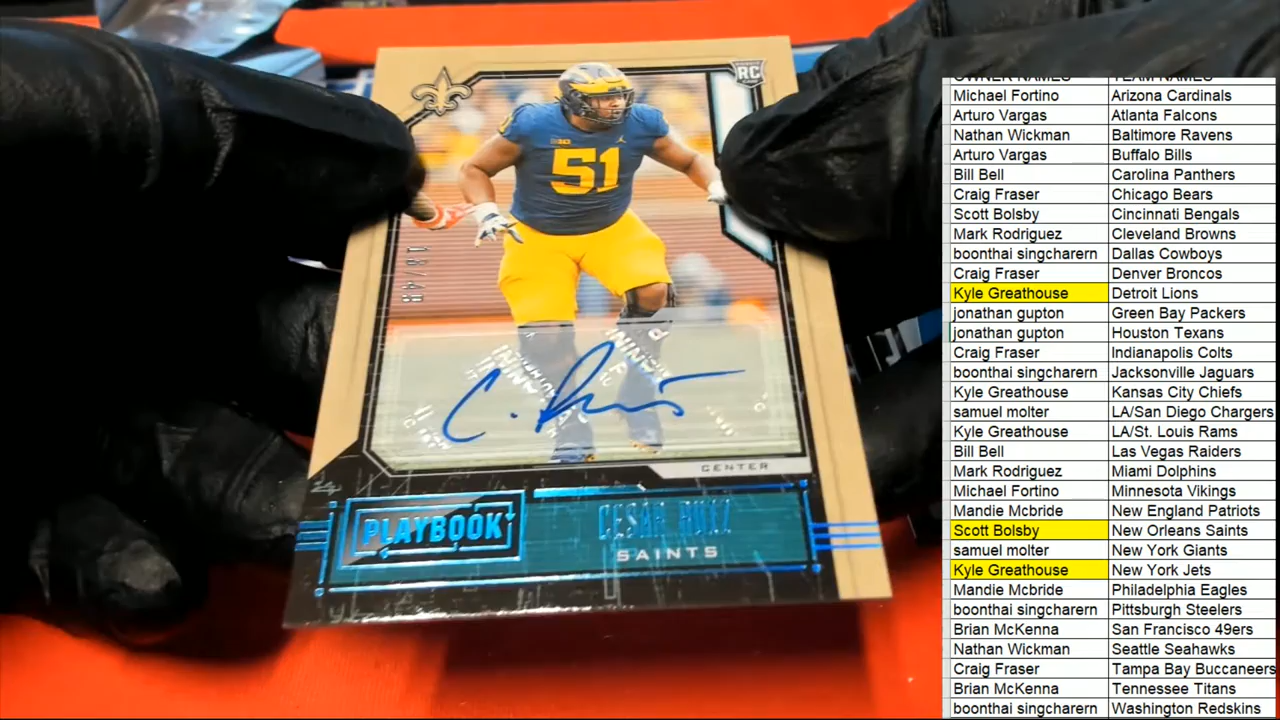 RC
51
18/49
C. Ruiz
CENTER
PLAYBOOK
CESAR RUIZ
SAINTS
OWNER NAMES TEAM NAMES
Michael Fortino Arizona Cardinals
Arturo Vargas Atlanta Falcons
Nathan Wickman Baltimore Ravens
Arturo Vargas Buffalo Bills
Bill Bell Carolina Panthers
Craig Fraser Chicago Bears
Scott Bolsby Cincinnati Bengals
Mark Rodriguez Cleveland Browns
boonthai singcharern Dallas Cowboys
Craig Fraser Denver Broncos
Kyle Greathouse Detroit Lions
jonathan gupton Green Bay Packers
jonathan gupton Houston Texans
Craig Fraser Indianapolis Colts
boonthai singcharern Jacksonville Jaguars
Kyle Greathouse Kansas City Chiefs
samuel molter LA/San Diego Chargers
Kyle Greathouse LA/St. Louis Rams
Bill Bell Las Vegas Raiders
Mark Rodriguez Miami Dolphins
Michael Fortino Minnesota Vikings
Mandie Mcbride New England Patriots
Scott Bolsby New Orleans Saints
samuel molter New York Giants
Kyle Greathouse New York Jets
Mandie Mcbride Philadelphia Eagles
boonthai singcharern Pittsburgh Steelers
Brian McKenna San Francisco 49ers
Nathan Wickman Seattle Seahawks
Craig Fraser Tampa Bay Buccaneers
Brian McKenna Tennessee Titans
boonthai singcharern Washington Redskins